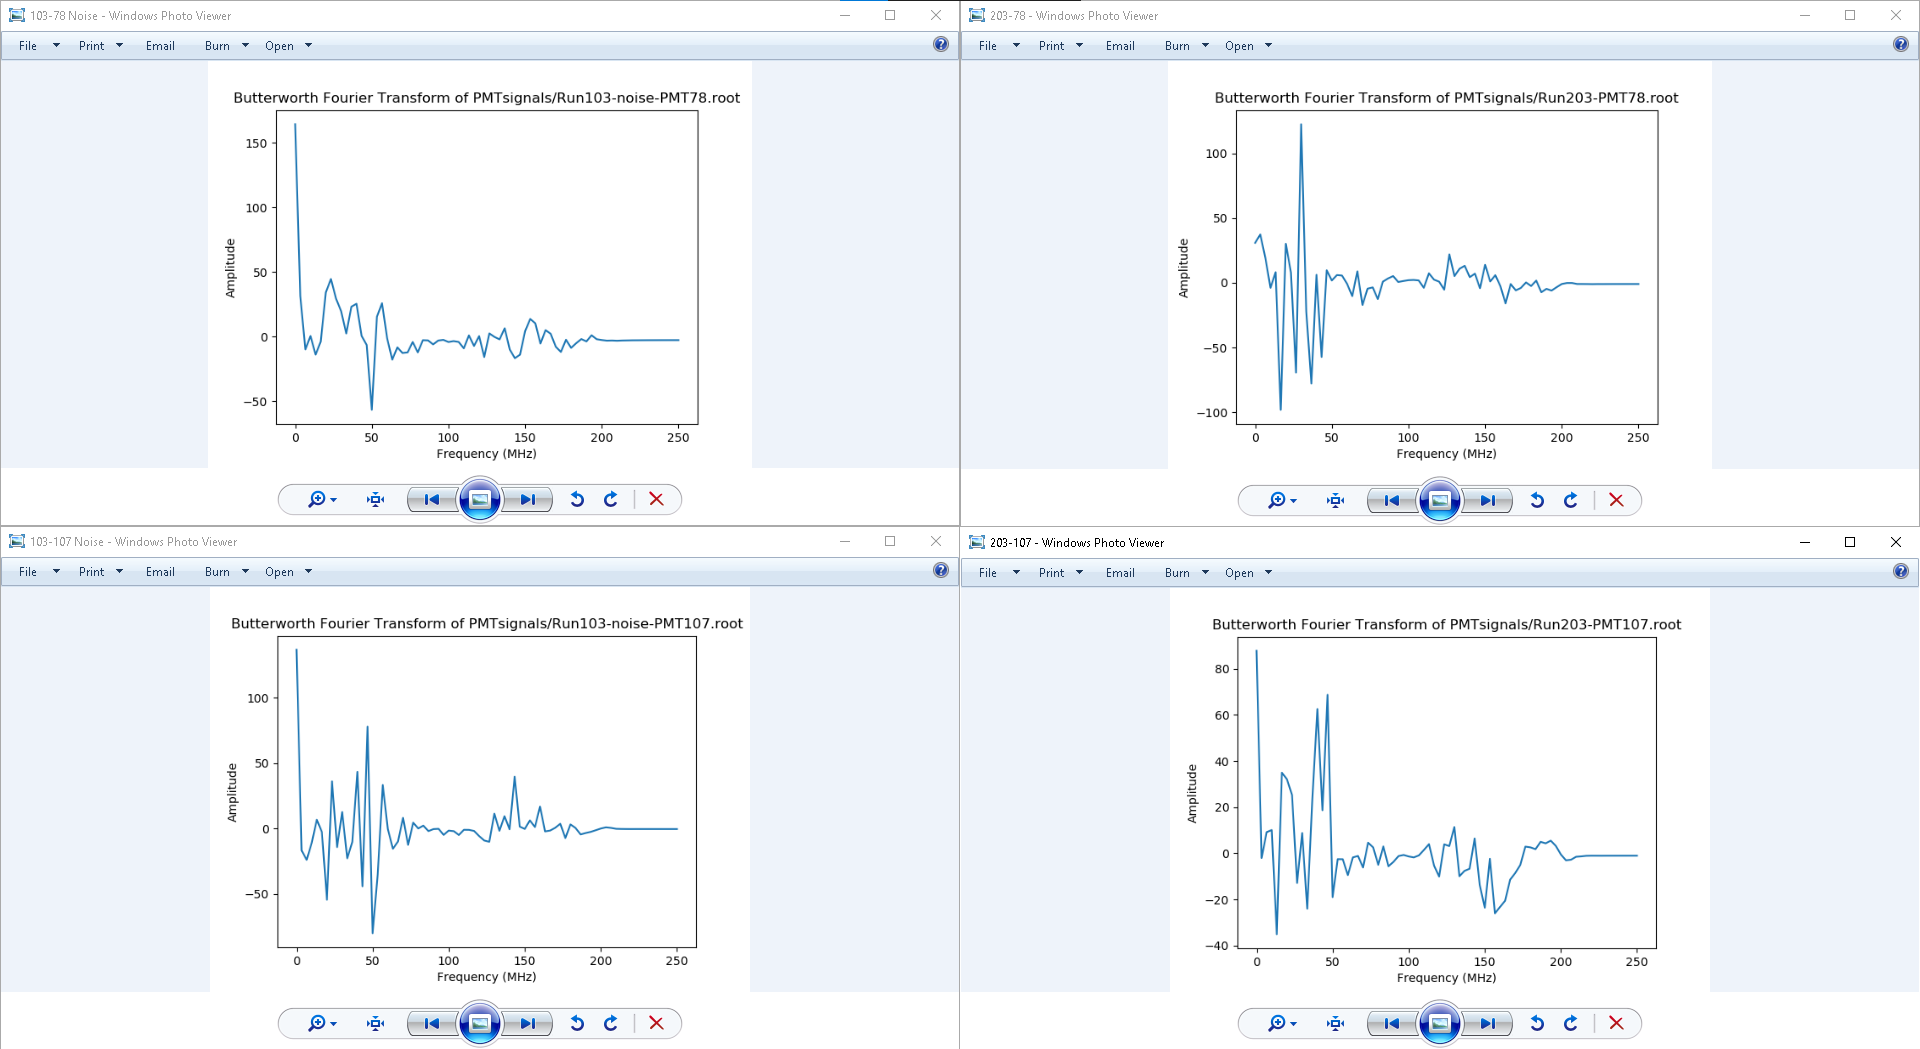 103-78 Noise - Windows Photo Viewer
File Print Email Burn Open
Butterworth Fourier Transform of PMTsignals/Run103-noise-PMT78.root
150
100
50
0
−50
Amplitude
0 50 100 150 200 250
Frequency (MHz)
203-78 - Windows Photo Viewer
File Print Email Burn Open
Butterworth Fourier Transform of PMTsignals/Run203-PMT78.root
100
50
0
−50
−100
Amplitude
0 50 100 150 200 250
Frequency (MHz)
103-107 Noise - Windows Photo Viewer
File Print Email Burn Open
Butterworth Fourier Transform of PMTsignals/Run103-noise-PMT107.root
100
50
0
−50
Amplitude
0 50 100 150 200 250
Frequency (MHz)
203-107 - Windows Photo Viewer
File Print Email Burn Open
Butterworth Fourier Transform of PMTsignals/Run203-PMT107.root
80
60
40
20
0
−20
−40
Amplitude
0 50 100 150 200 250
Frequency (MHz)